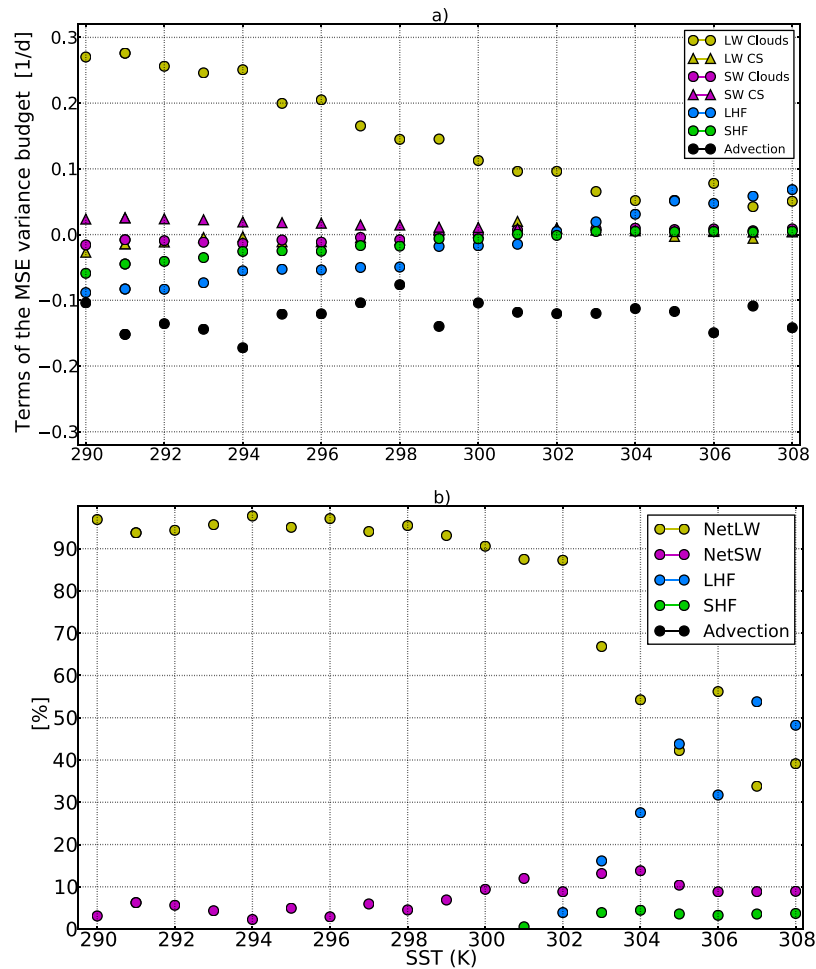 a)
Terms of the MSE variance budget [1/d]
0.3
0.2
0.1
0.0
−0.1
−0.2
−0.3
LW Clouds
LW CS
SW Clouds
SW CS
LHF
SHF
Advection
290 292 294 296 298 300 302 304 306 308
b)
[%]
90
80
70
60
50
40
30
20
10
0
NetLW
NetSW
LHF
SHF
Advection
290 292 294 296 298 300 302 304 306 308
SST (K)